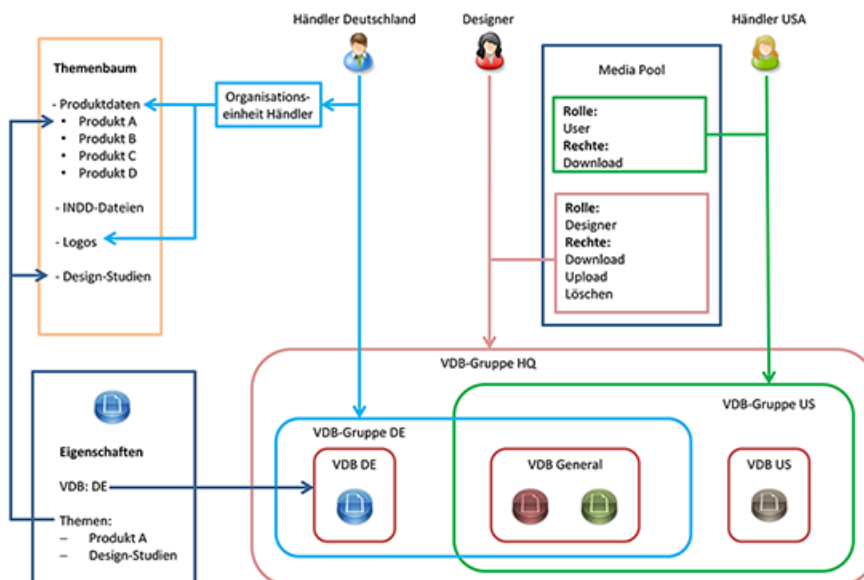 Händler Deutschland
Designer
Händler USA
Themenbaum
- Produktdaten
• Produkt A
• Produkt B
• Produkt C
• Produkt D
- INDD-Dateien
- Logos
- Design-Studien
Organisations-
einheit Händler
Media Pool
Rolle:
User
Rechte:
Download
Rolle:
Designer
Rechte:
Download
Upload
Löschen
VDB-Gruppe HQ
VDB-Gruppe US
VDB-Gruppe DE
VDB DE
VDB General
VDB US
Eigenschaften
VDB: DE
Themen:
– Produkt A
– Design-Studien